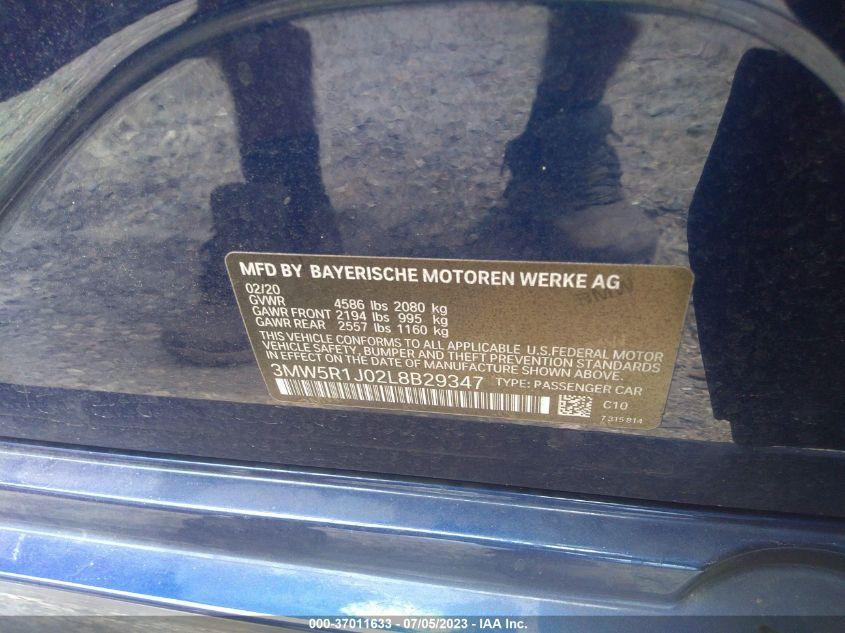 MFD BY BAYERISCHE MOTOREN WERKE AG
02/20
GVWR 4586 lbs 2080 kg
GAWR FRONT 2194 lbs 995 kg
GAWR REAR 2557 lbs 1160 kg
THIS VEHICLE CONFORMS TO ALL APPLICABLE U.S.FEDERAL MOTOR
VEHICLE SAFETY, BUMPER AND THEFT PREVENTION STANDARDS
IN EFFECT ON THE DATE OF MANUFACTURE SHOWN ABOVE.
3MW5R1J02L8B29347 TYPE: PASSENGER CAR
C10
7 315 814
000-37011633 - 07/05/2023 - IAA Inc.